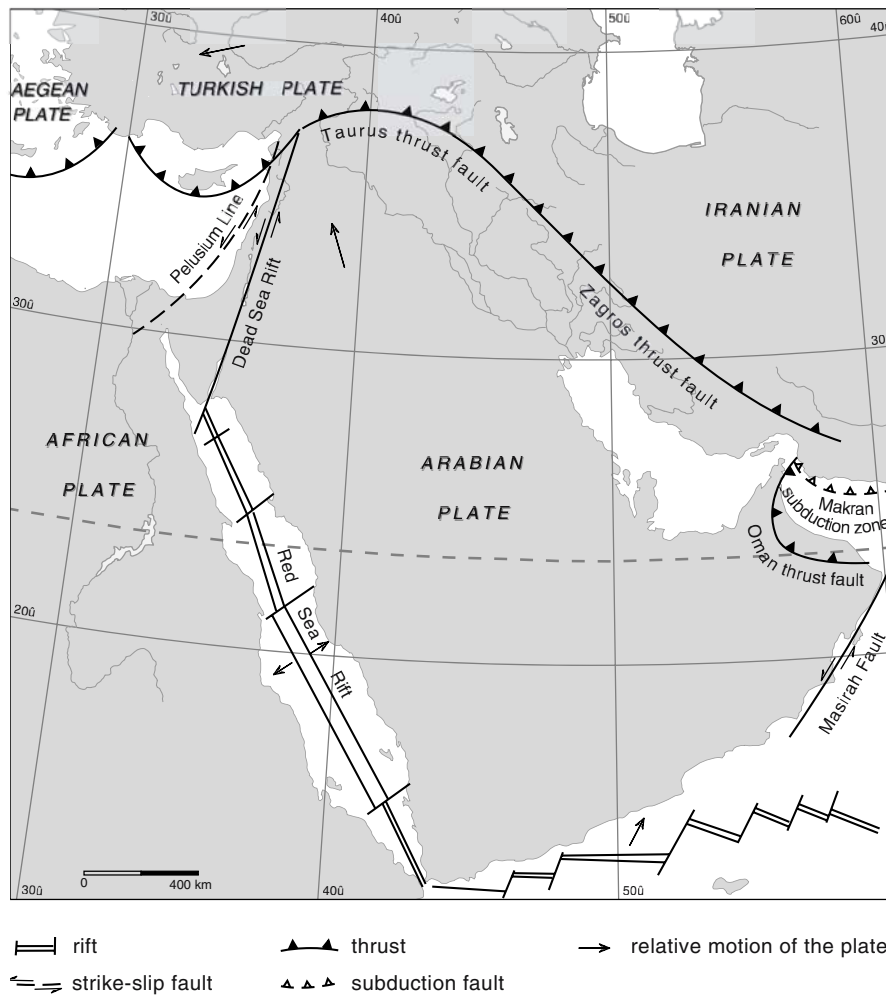 30û
40û
50û
60û
40
AEGEAN
PLATE
TURKISH PLATE
Taurus thrust fault
IRANIAN
PLATE
Pelusium Line
Dead Sea Rift
Zagros thrust fault
30û
30
AFRICAN
PLATE
ARABIAN
PLATE
Makran
subduction zone
Oman thrust fault
Red
Sea
Rift
20û
Masirah Fault
0
400 km
30û
40û
50û
rift
thrust
relative motion of the plate
strike-slip fault
subduction fault